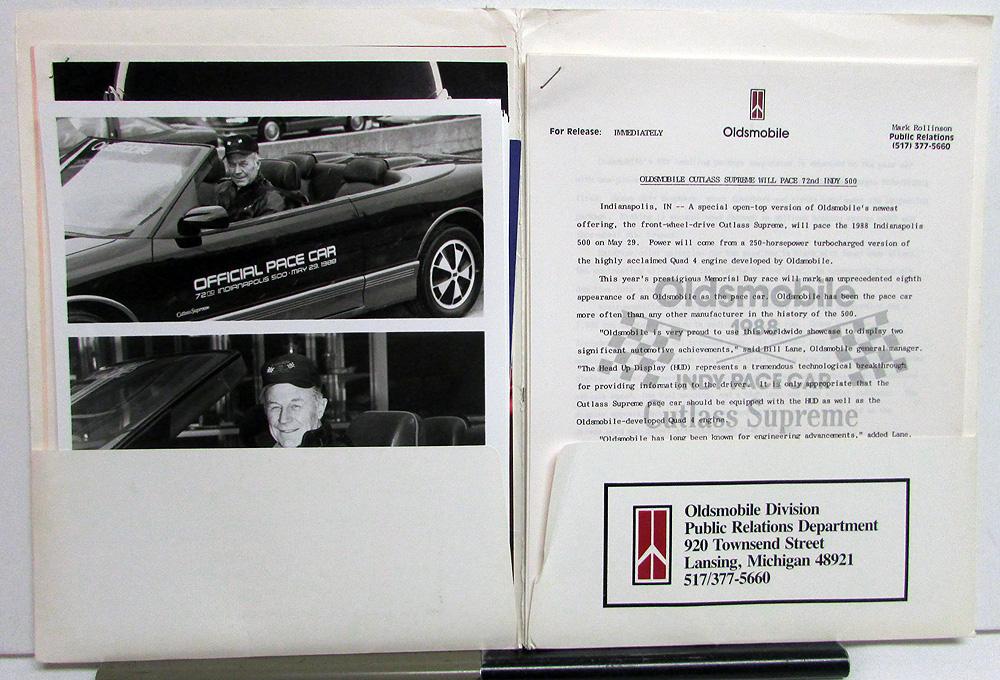 OFFICIAL PACE CAR
72ND INDIANAPOLIS 500 • MAY 29, 1988
Cutlass Supreme
For Release: IMMEDIATELY
Oldsmobile
Mark Rollinson
Public Relations
(517) 377-5660
OLDSMOBILE CUTLASS SUPREME WILL PACE 72nd INDY 500
Indianapolis, IN -- A special open-top version of Oldsmobile's newest
offering, the front-wheel-drive Cutlass Supreme, will pace the 1988 Indianapolis
500 on May 29. Power will come from a 250-horsepower turbocharged version of
the highly acclaimed Quad 4 engine developed by Oldsmobile.
This year's prestigious Memorial Day race will mark an unprecedented eighth
appearance of an Oldsmobile as the pace car. Oldsmobile has been the pace car
more often than any other manufacturer in the history of the 500.
"Oldsmobile is very proud to use this worldwide showcase to display two
significant automotive achievements," said Bill Lane, Oldsmobile general manager.
"The Head Up Display (HUD) represents a tremendous technological breakthrough
for providing information to the driver. It is only appropriate that the
Cutlass Supreme pace car should be equipped with the HUD as well as the
Oldsmobile-developed Quad 4 engine.
"Oldsmobile has long been known for engineering advancements," added Lane.
Oldsmobile
1988
INDY PACE CAR
Cutlass Supreme
Oldsmobile Division
Public Relations Department
920 Townsend Street
Lansing, Michigan 48921
517/377-5660